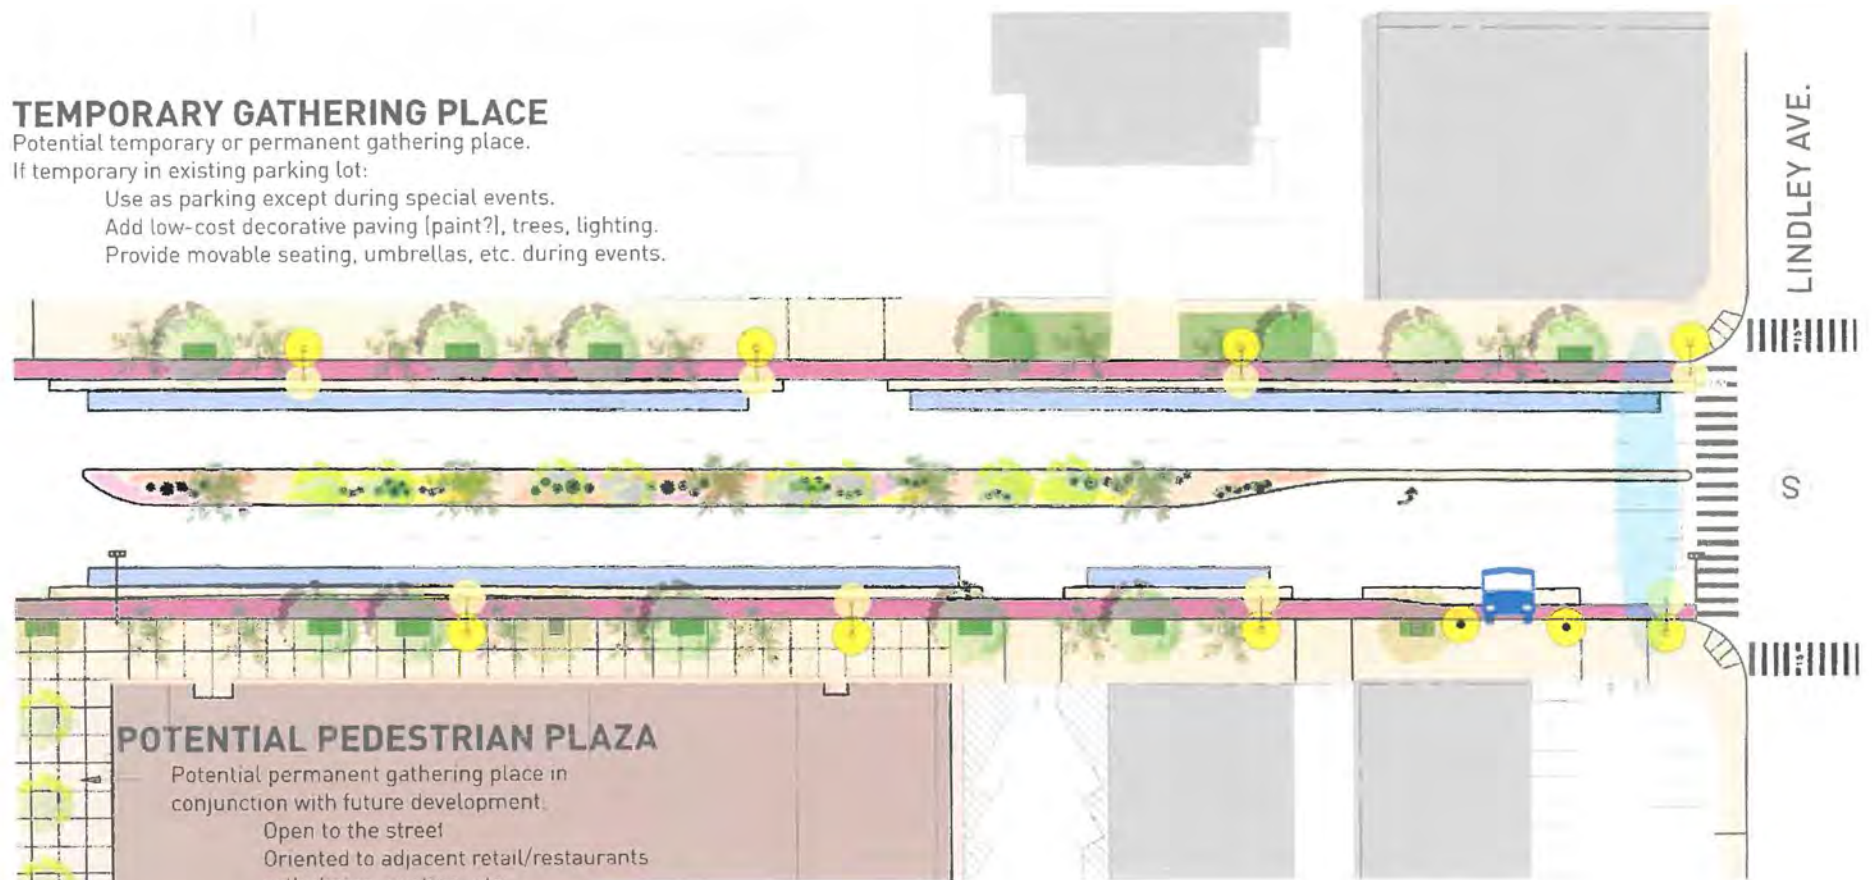 TEMPORARY GATHERING PLACE
Potential temporary or permanent gathering place.
If temporary in existing parking lot:
Use as parking except during special events.
Add low-cost decorative paving (paint?), trees, lighting.
Provide movable seating, umbrellas, etc. during events.
LINDLEY AVE.
S
POTENTIAL PEDESTRIAN PLAZA
Potential permanent gathering place in
conjunction with future development.
Open to the street
Oriented to adjacent retail/restaurants